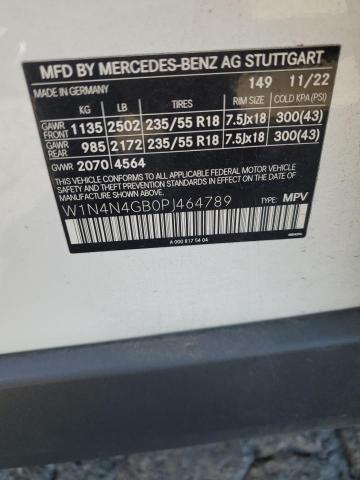 MFD BY MERCEDES-BENZ AG STUTTGART
MADE IN GERMANY 149 11/22
KG LB TIRES RIM SIZE COLD KPA (PSI)
GAWR FRONT 1135 2502 235/55 R18 7.5Jx18 300(43)
GAWR REAR 985 2172 235/55 R18 7.5Jx18 300(43)
GVWR 2070 4564
THIS VEHICLE CONFORMS TO ALL APPLICABLE FEDERAL MOTOR VEHICLE
SAFETY AND THEFT PREVENTION STANDARDS IN EFFECT ON THE DATE
OF MANUFACTURE SHOWN ABOVE.
W1N4N4GB0PJ464789 TYPE: MPV
A 000 817 54 04